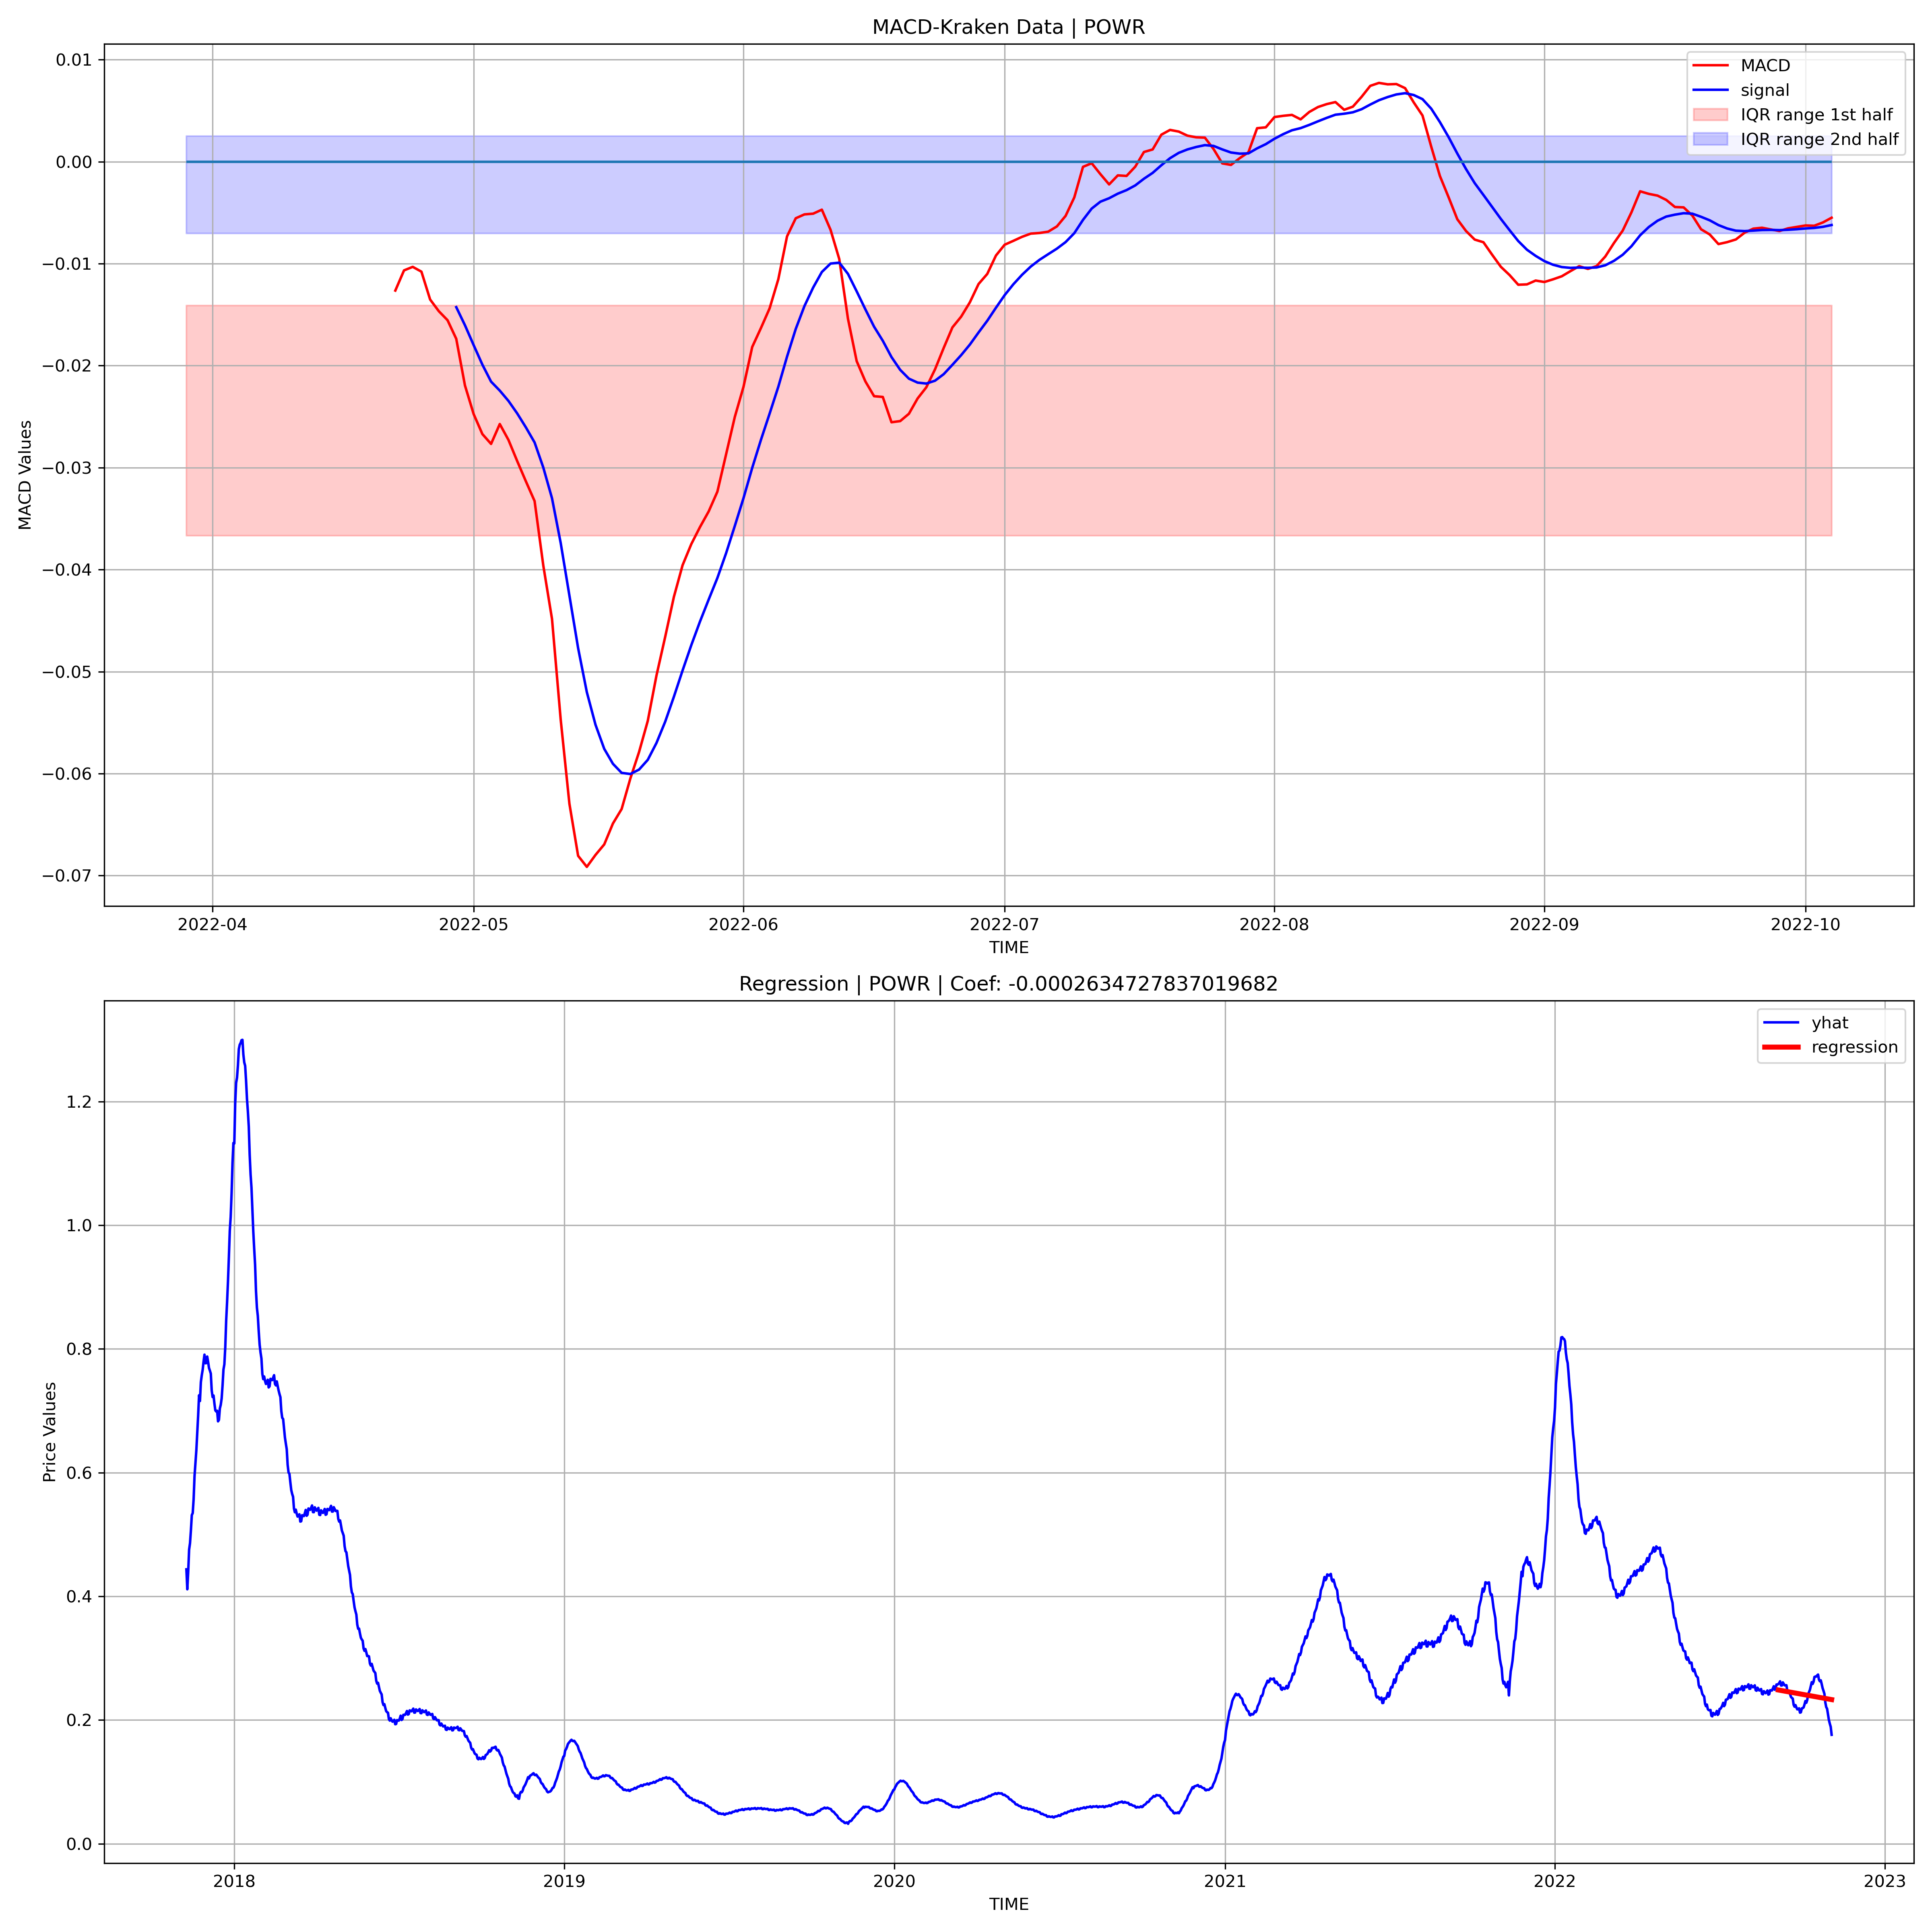 MACD-Kraken Data | POWR
MACD
signal
IQR range 1st half
IQR range 2nd half
MACD Values
0.01
0.00
−0.01
−0.02
−0.03
−0.04
−0.05
−0.06
−0.07
2022-04 2022-05 2022-06 2022-07 2022-08 2022-09 2022-10
TIME
Regression | POWR | Coef: -0.0002634727837019682
yhat
regression
Price Values
1.2
1.0
0.8
0.6
0.4
0.2
0.0
2018 2019 2020 2021 2022 2023
TIME